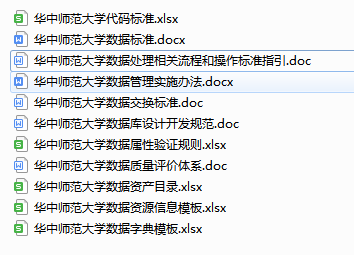 华中师范大学代码标准.xlsx
华中师范大学数据标准.docx
华中师范大学数据处理相关流程和操作标准指引.doc
华中师范大学数据管理实施办法.docx
华中师范大学数据交换标准.doc
华中师范大学数据库设计开发规范.doc
华中师范大学数据属性验证规则.xlsx
华中师范大学数据质量评价体系.doc
华中师范大学数据资产目录.xlsx
华中师范大学数据资源信息模板.xlsx
华中师范大学数据字典模板.xlsx